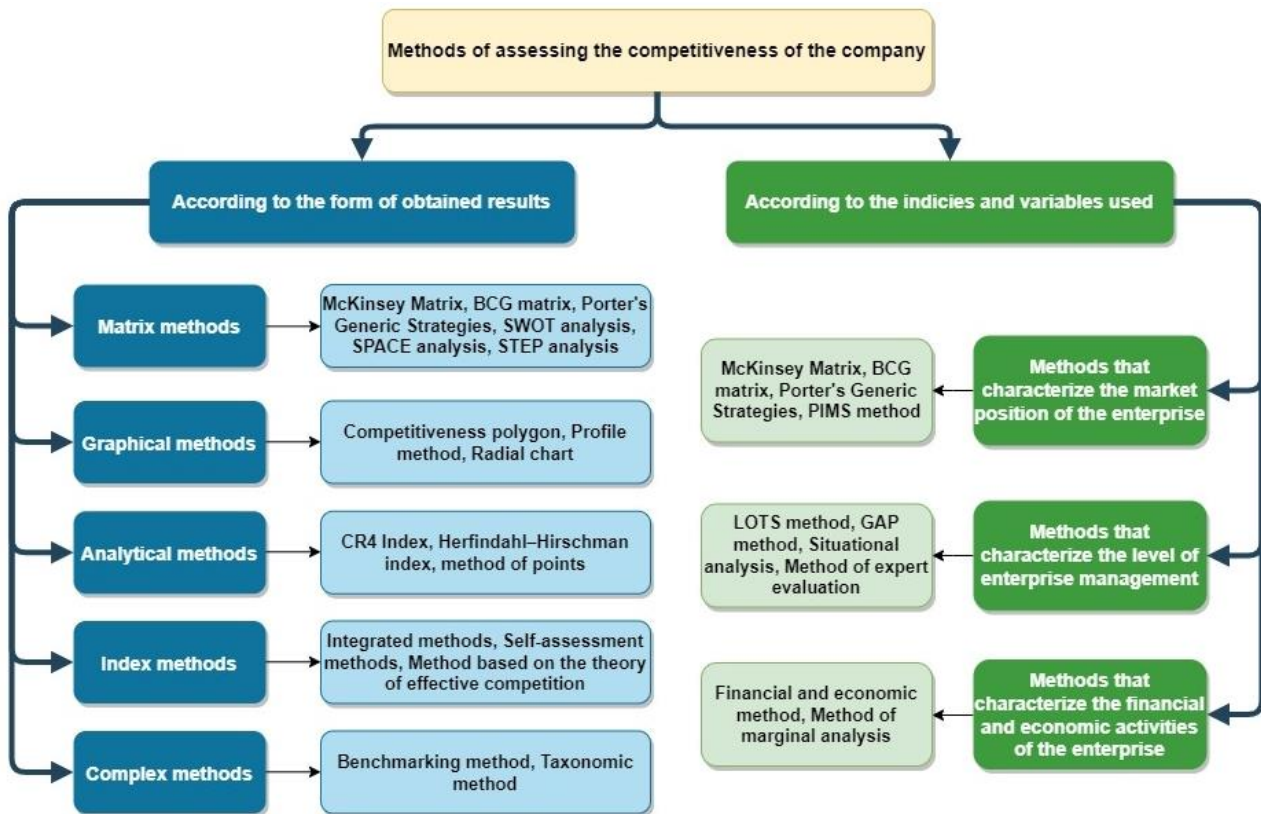 Methods of assessing the competitiveness of the company
According to the form of obtained results
Matrix methods
McKinsey Matrix, BCG matrix, Porter's
Generic Strategies, SWOT analysis,
SPACE analysis, STEP analysis
Graphical methods
Competitiveness polygon, Profile
method, Radial chart
Analytical methods
CR4 Index, Herfindahl–Hirschman
index, method of points
Index methods
Integrated methods, Self-assessment
methods, Method based on the theory
of effective competition
Complex methods
Benchmarking method, Taxonomic
method
According to the indicies and variables used
Methods that
characterize the market
position of the enterprise
McKinsey Matrix, BCG
matrix, Porter's Generic
Strategies, PIMS method
Methods that
characterize the level of
enterprise management
LOTS method, GAP
method, Situational
analysis, Method of expert
evaluation
Methods that
characterize the financial
and economic activities
of the enterprise
Financial and economic
method, Method of
marginal analysis